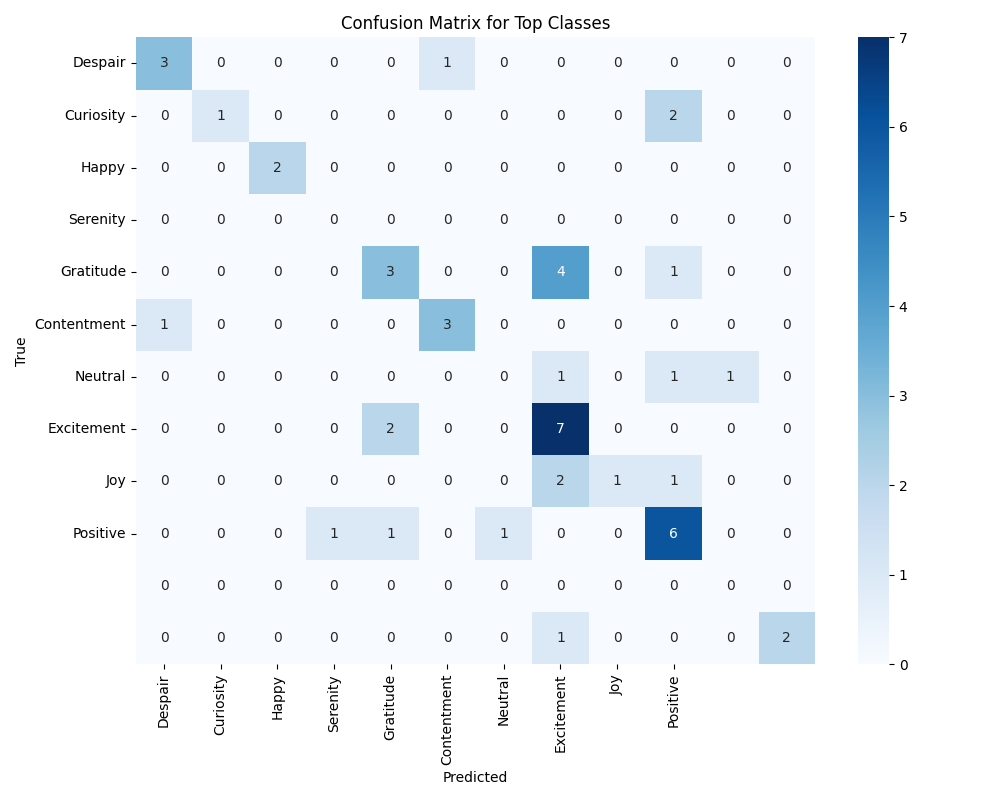 Confusion Matrix for Top Classes
Despair 3 0 0 0 0 1 0 0 0 0 0 0
Curiosity 0 1 0 0 0 0 0 0 0 2 0 0
Happy 0 0 2 0 0 0 0 0 0 0 0 0
Serenity 0 0 0 0 0 0 0 0 0 0 0 0
Gratitude 0 0 0 0 3 0 0 4 0 1 0 0
Contentment 1 0 0 0 0 3 0 0 0 0 0 0
Neutral 0 0 0 0 0 0 0 1 0 1 1 0
Excitement 0 0 0 0 2 0 0 7 0 0 0 0
Joy 0 0 0 0 0 0 0 2 1 1 0 0
Positive 0 0 0 1 1 0 1 0 0 6 0 0
0 0 0 0 0 0 0 0 0 0 0 0
0 0 0 0 0 0 0 1 0 0 0 2
True
Despair Curiosity Happy Serenity Gratitude Contentment Neutral Excitement Joy Positive
Predicted
7
6
5
4
3
2
1
0